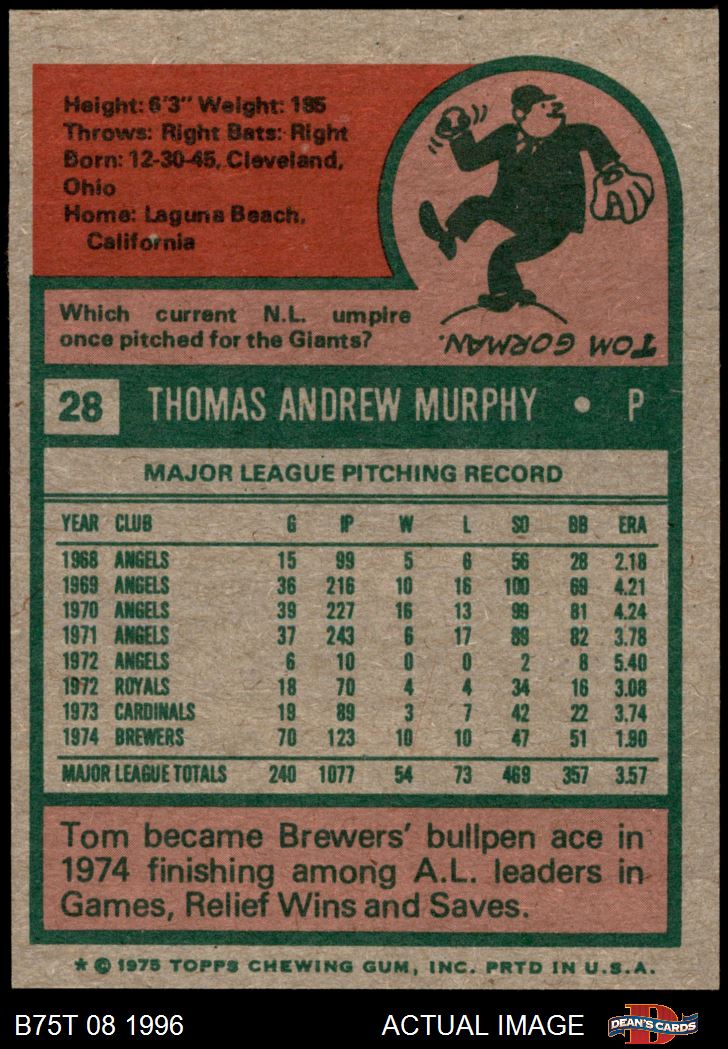 Height: 6'3" Weight: 185
Throws: Right Bats: Right
Born: 12-30-45, Cleveland,
Ohio
Home: Laguna Beach,
California
Which current N.L. umpire
once pitched for the Giants?
TOM GORMAN.
28 THOMAS ANDREW MURPHY • P
MAJOR LEAGUE PITCHING RECORD
YEAR CLUB G IP W L SO BB ERA
1968 ANGELS 15 99 5 6 56 28 2.18
1969 ANGELS 36 216 10 16 100 69 4.21
1970 ANGELS 39 227 16 13 99 81 4.24
1971 ANGELS 37 243 6 17 89 82 3.78
1972 ANGELS 6 10 0 0 2 8 5.40
1972 ROYALS 18 70 4 4 34 16 3.08
1973 CARDINALS 19 89 3 7 42 22 3.74
1974 BREWERS 70 123 10 10 47 51 1.90
MAJOR LEAGUE TOTALS 240 1077 54 73 469 357 3.57
Tom became Brewers' bullpen ace in
1974 finishing among A.L. leaders in
Games, Relief Wins and Saves.
* © 1975 TOPPS CHEWING GUM, INC. PRTD IN U.S.A.
B75T 08 1996 ACTUAL IMAGE D DEAN'S CARDS